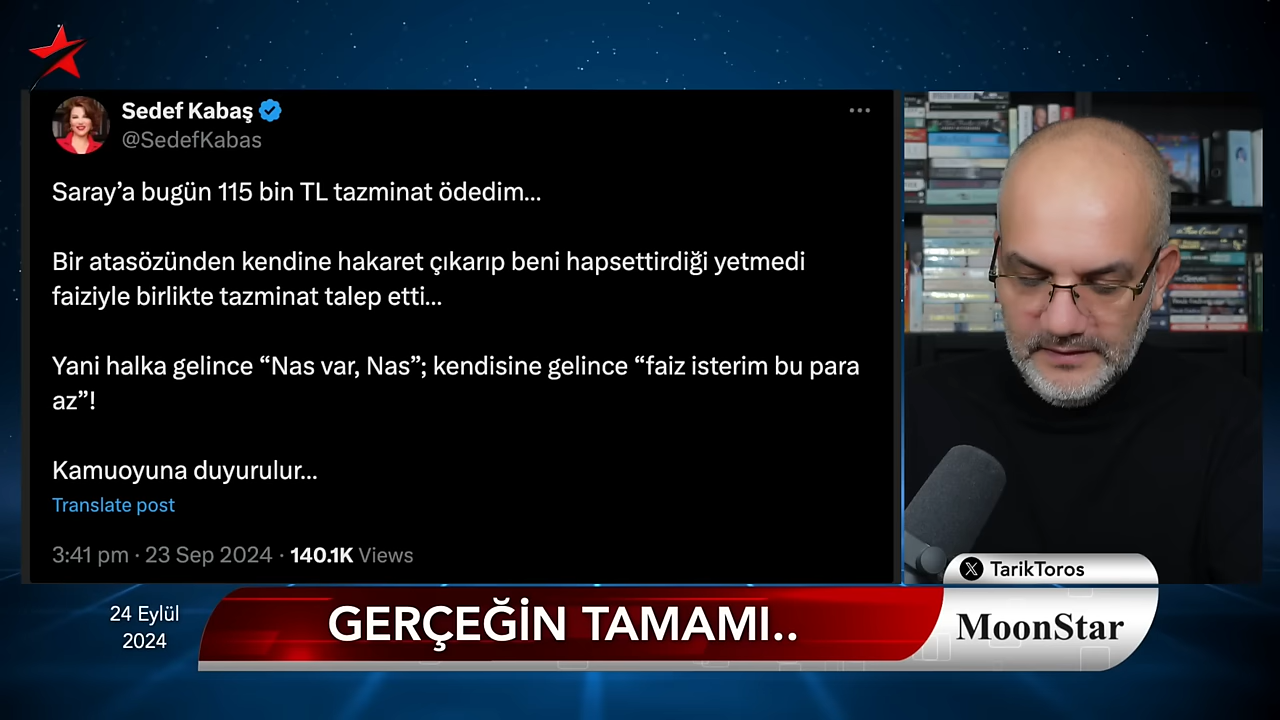 Sedef Kabaş
@SedefKabas
Saray’a bugün 115 bin TL tazminat ödedim...
Bir atasözünden kendine hakaret çıkarıp beni hapsettirdiği yetmedi
faiziyle birlikte tazminat talep etti...
Yani halka gelince “Nas var, Nas”; kendisine gelince “faiz isterim bu para
az”!
Kamuoyuna duyurulur...
Translate post
3:41 pm · 23 Sep 2024 · 140.1K Views
TarikToros
24 Eylül
2024
GERÇEĞİN TAMAMI..
MoonStar